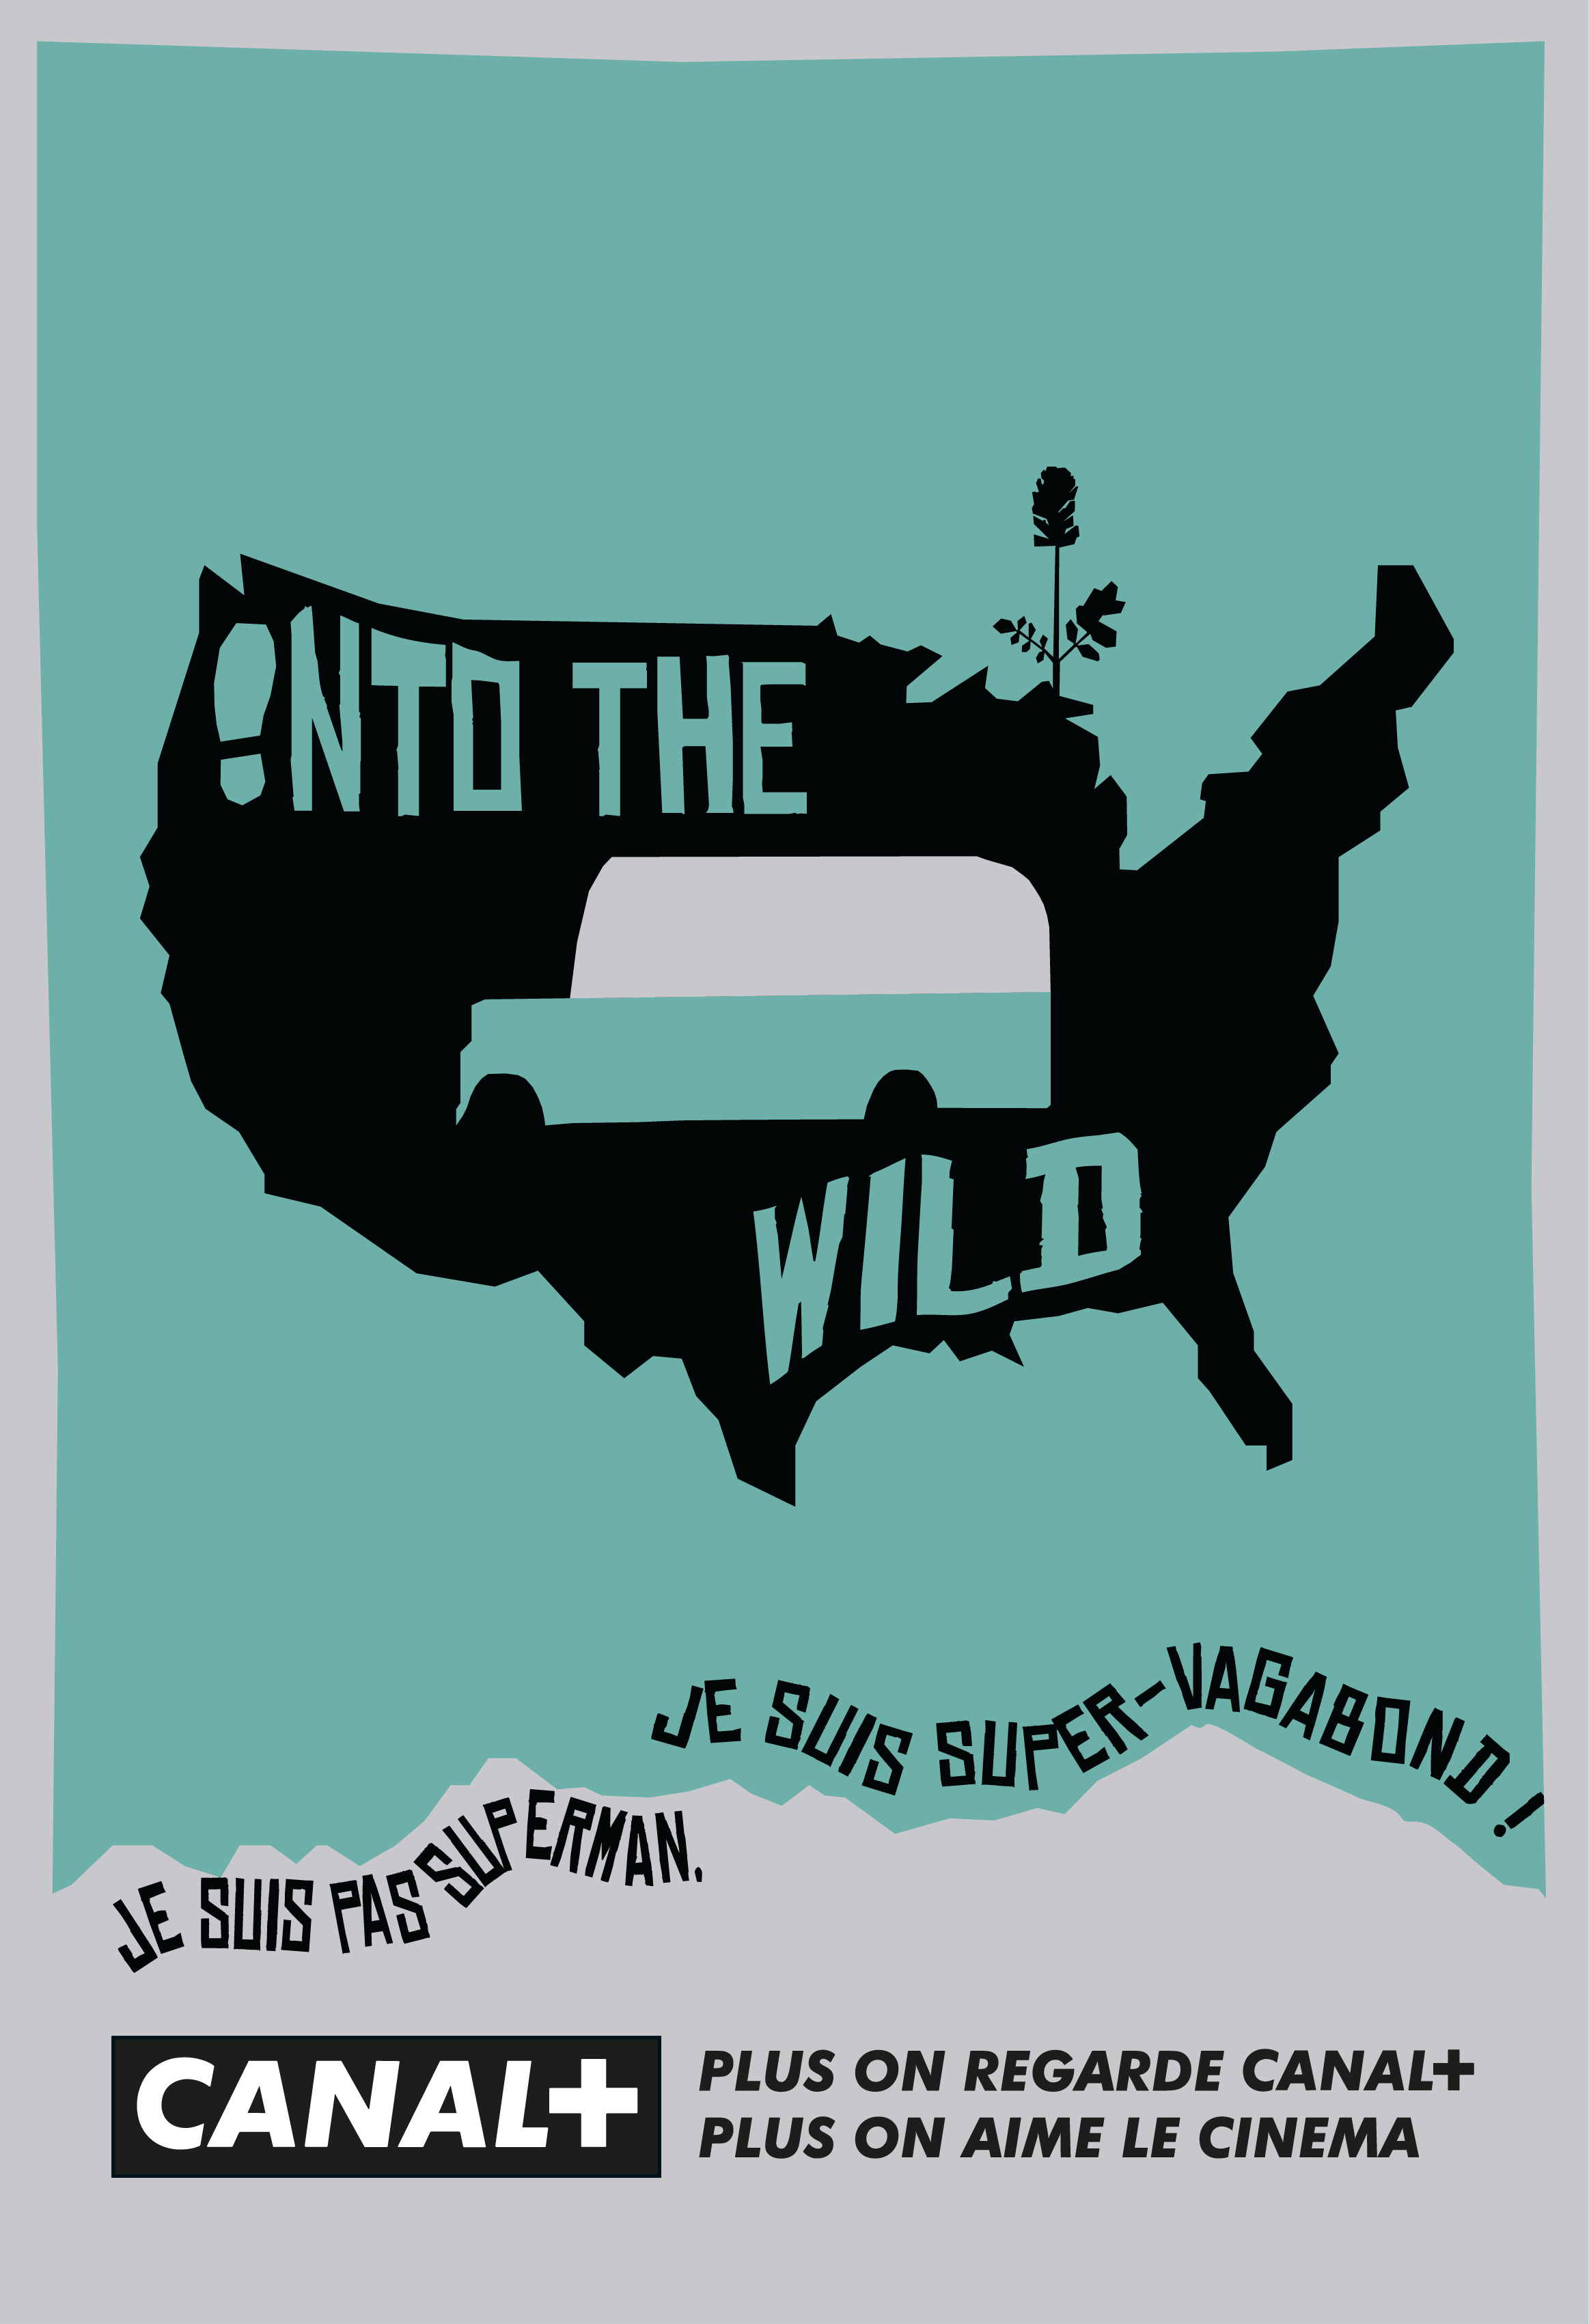 !NTO THE
WILD
JE SUIS PAS SUPERMAN.
JE SUIS SUPER-VAGABOND !
CANAL+
PLUS ON REGARDE CANAL+
PLUS ON AIME LE CINEMA